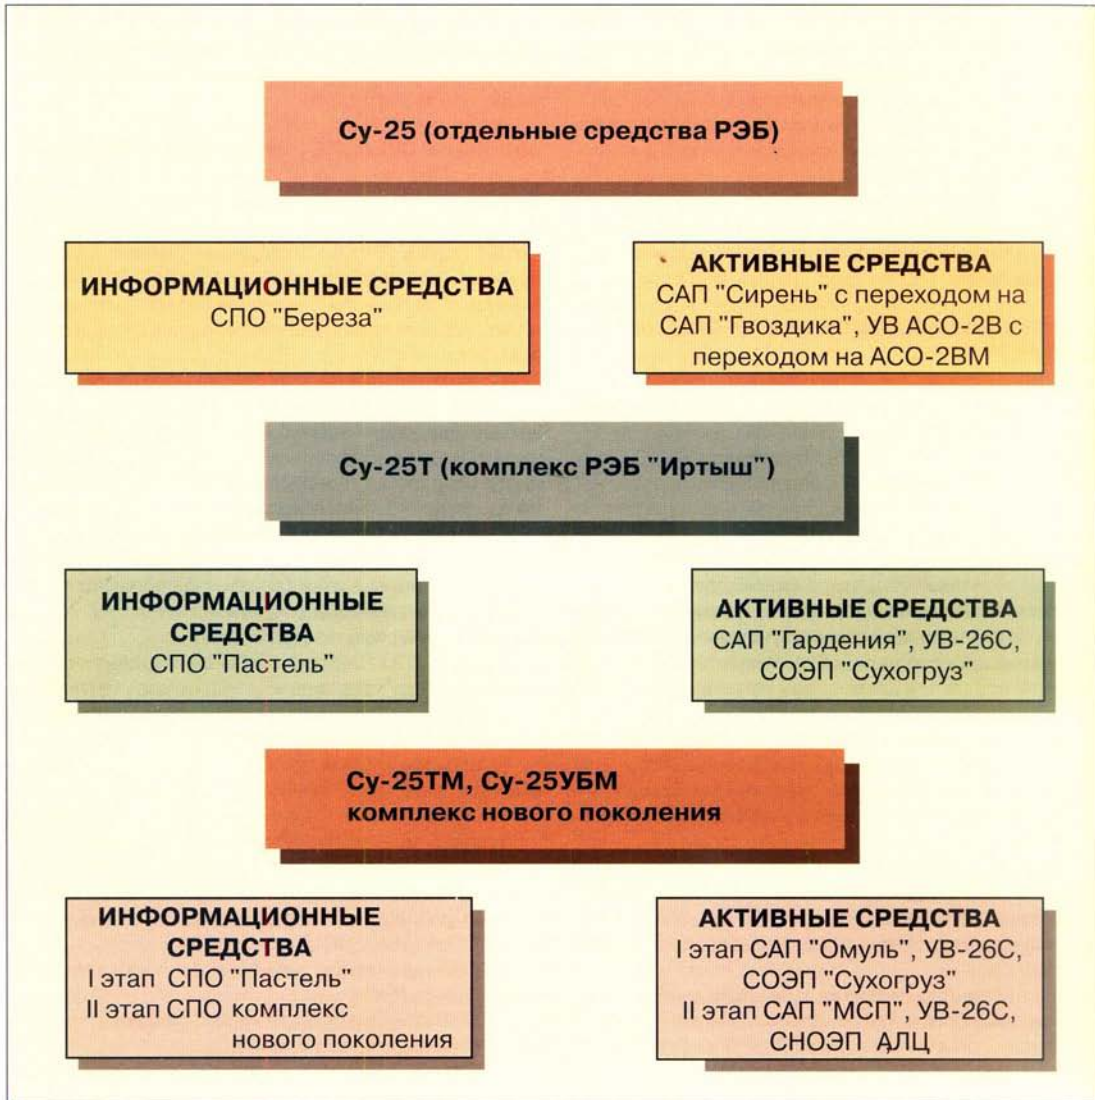 Су-25 (отдельные средства РЭБ)
ИНФОРМАЦИОННЫЕ СРЕДСТВА
СПО "Береза"
АКТИВНЫЕ СРЕДСТВА
САП "Сирень" с переходом на
САП "Гвоздика", УВ АСО-2В с
переходом на АСО-2ВМ
Су-25Т (комплекс РЭБ "Иртыш")
ИНФОРМАЦИОННЫЕ
СРЕДСТВА
СПО "Пастель"
АКТИВНЫЕ СРЕДСТВА
САП "Гардения", УВ-26С,
СОЭП "Сухогруз"
Су-25ТМ, Су-25УБМ
комплекс нового поколения
ИНФОРМАЦИОННЫЕ
СРЕДСТВА
I этап СПО "Пастель"
II этап СПО комплекс
нового поколения
АКТИВНЫЕ СРЕДСТВА
I этап САП "Омуль", УВ-26С,
СОЭП "Сухогруз"
II этап САП "МСП", УВ-26С,
СНОЭП АЛЦ